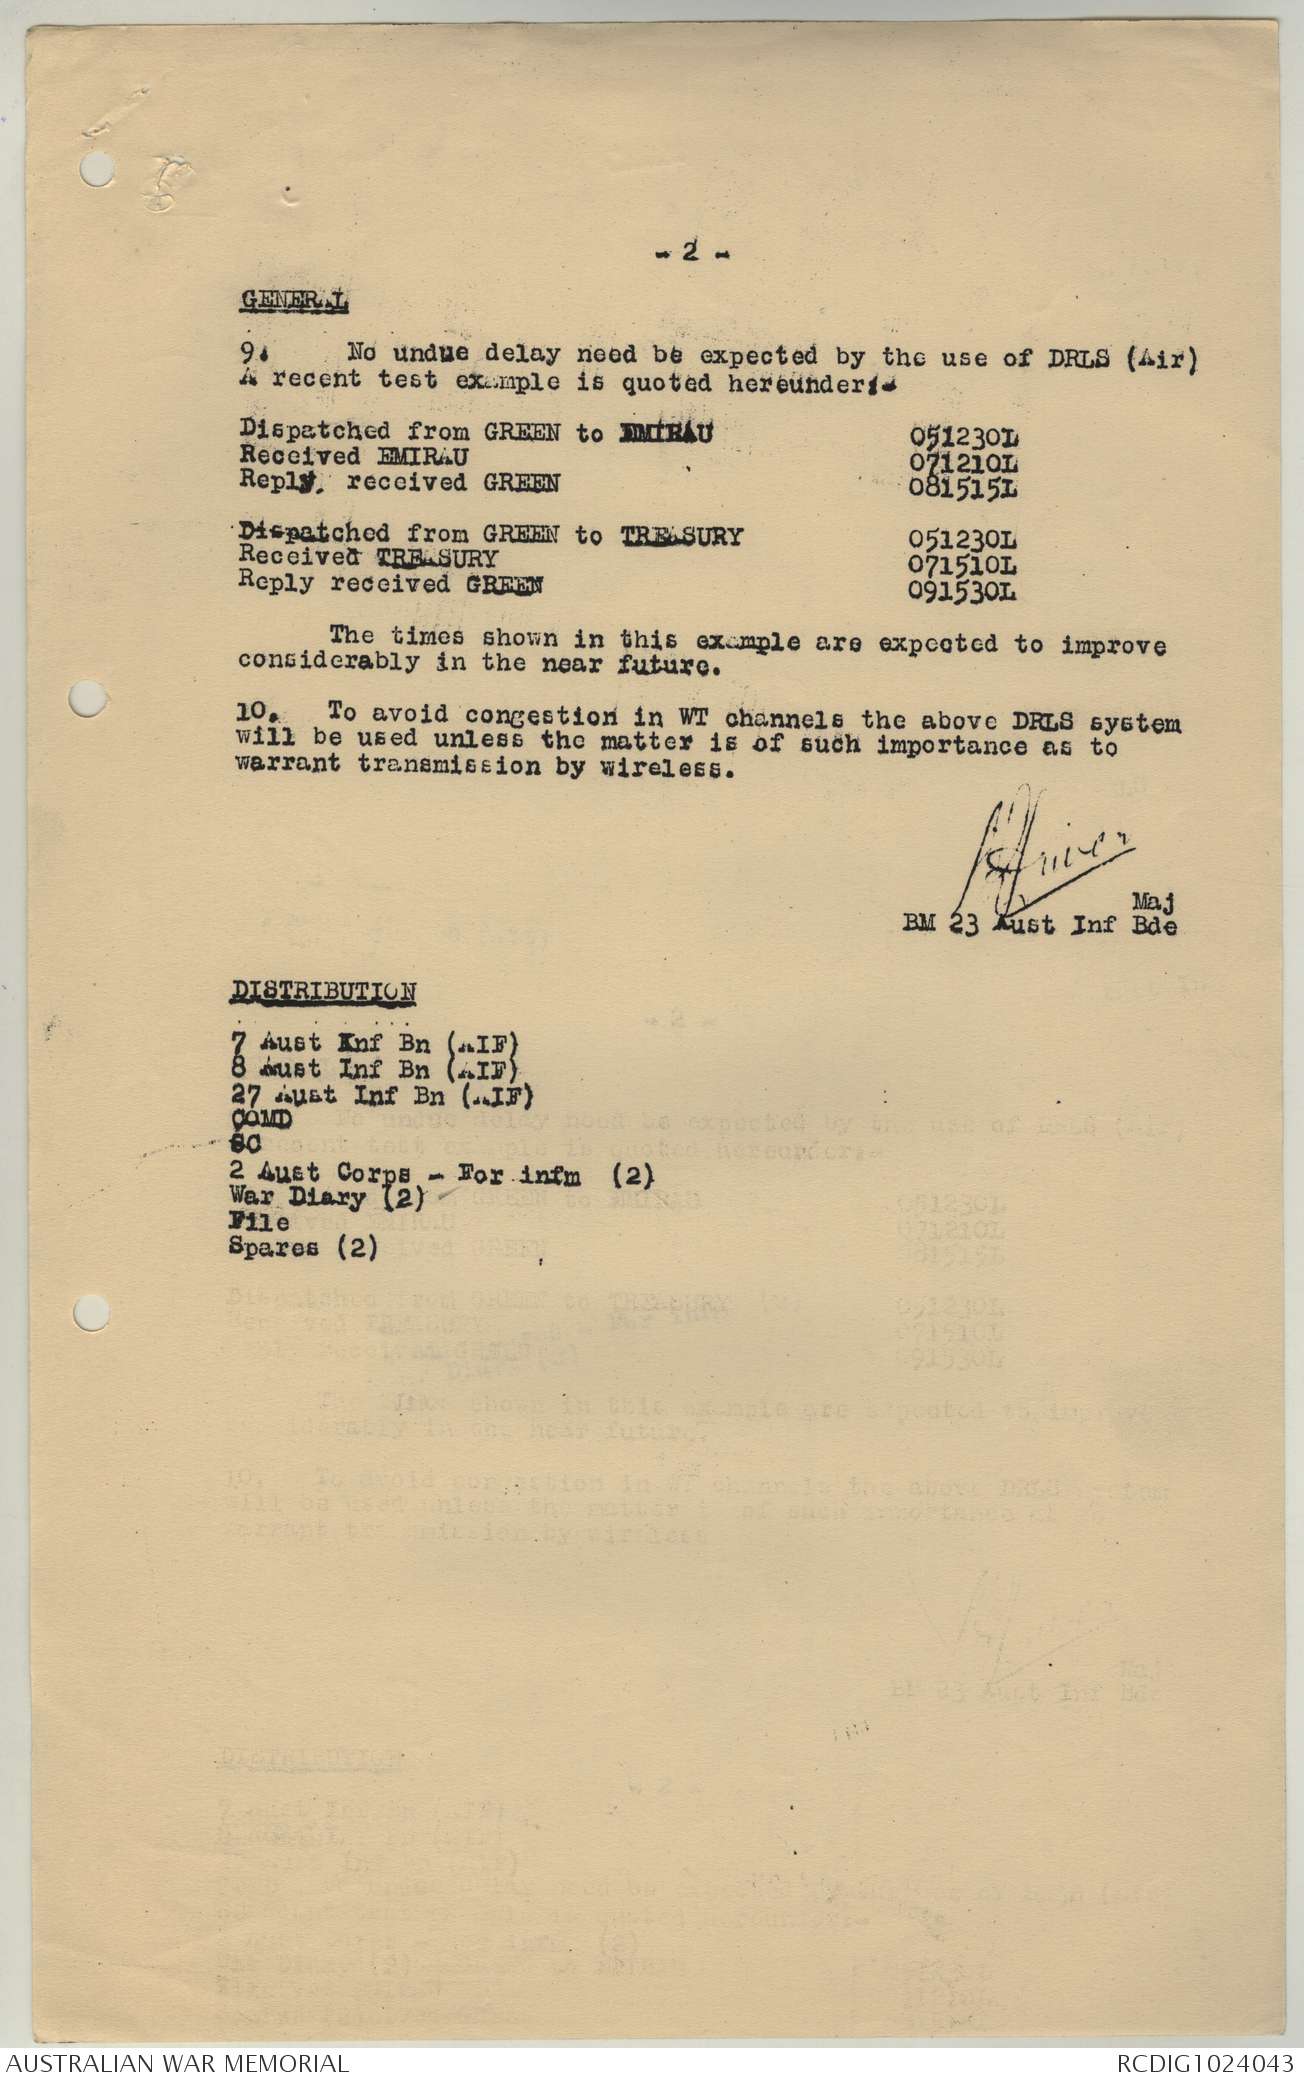 - 2 -
GENERAL
9. No undue delay need be expected by the use of DRLS (Air)
A recent test example is quoted hereunder:-
Dispatched from GREEN to EMIRAU 051230L
Received EMIRAU 071210L
Reply, received GREEN 081515L
Dispatched from GREEN to TREASURY 051230L
Received TREASURY 071510L
Reply received GREEN 091530L
The times shown in this example are expected to improve
considerably in the near future.
10. To avoid congestion in WT channels the above DRLS system
will be used unless the matter is of such importance as to
warrant transmission by wireless.
Maj
BM 23 Aust Inf Bde
DISTRIBUTION
7 Aust Inf Bn (AIF)
8 Aust Inf Bn (AIF)
27 Aust Inf Bn (AIF)
COMD
SC
2 Aust Corps - For infm (2)
War Diary (2)
File
Spares (2)
AUSTRALIAN WAR MEMORIAL RCDIG1024043